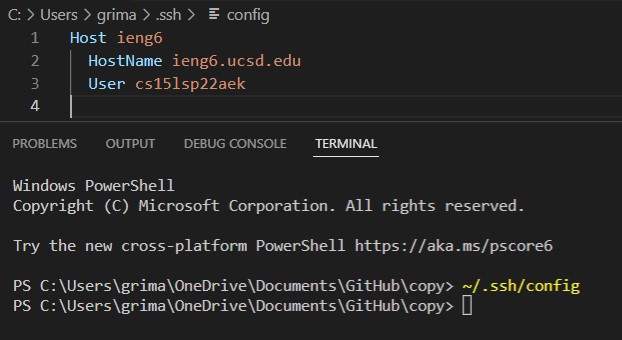 C: > Users > grima > .ssh > config
1 Host ieng6
2 HostName ieng6.ucsd.edu
3 User cs15lsp22aek
4
PROBLEMS OUTPUT DEBUG CONSOLE TERMINAL
Windows PowerShell
Copyright (C) Microsoft Corporation. All rights reserved.
Try the new cross-platform PowerShell https://aka.ms/pscore6
PS C:\Users\grima\OneDrive\Documents\GitHub\copy> ~/.ssh/config
PS C:\Users\grima\OneDrive\Documents\GitHub\copy>